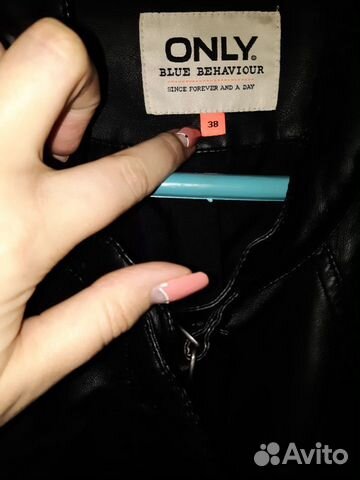 ONLY.
BLUE BEHAVIOUR
SINCE FOREVER AND A DAY
38
Avito